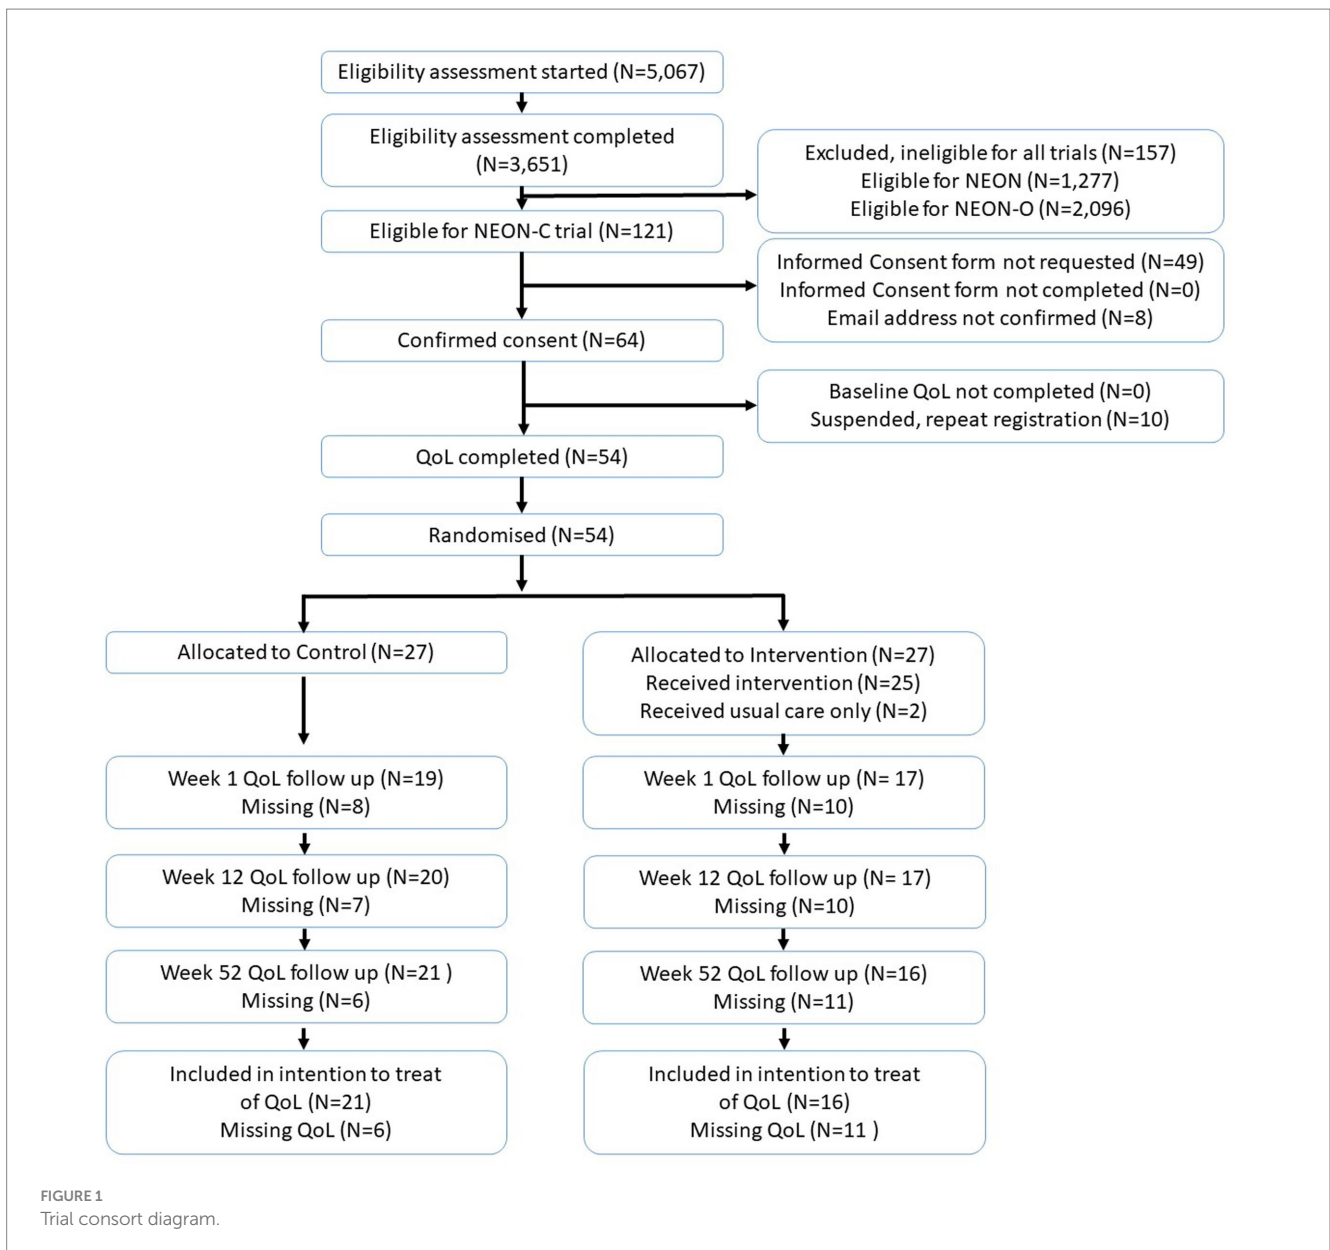 Eligibility assessment started (N=5,067)
Eligibility assessment completed
(N=3,651)
Excluded, ineligible for all trials (N=157)
Eligible for NEON (N=1,277)
Eligible for NEON-O (N=2,096)
Eligible for NEON-C trial (N=121)
Informed Consent form not requested (N=49)
Informed Consent form not completed (N=0)
Email address not confirmed (N=8)
Confirmed consent (N=64)
Baseline QoL not completed (N=0)
Suspended, repeat registration (N=10)
QoL completed (N=54)
Randomised (N=54)
Allocated to Control (N=27)
Allocated to Intervention (N=27)
Received intervention (N=25)
Received usual care only (N=2)
Week 1 QoL follow up (N=19)
Missing (N=8)
Week 1 QoL follow up (N= 17)
Missing (N=10)
Week 12 QoL follow up (N=20)
Missing (N=7)
Week 12 QoL follow up (N= 17)
Missing (N=10)
Week 52 QoL follow up (N=21 )
Missing (N=6)
Week 52 QoL follow up (N=16)
Missing (N=11)
Included in intention to treat
of QoL (N=21)
Missing QoL (N=6)
Included in intention to treat
of QoL (N=16)
Missing QoL (N=11 )
FIGURE 1
Trial consort diagram.